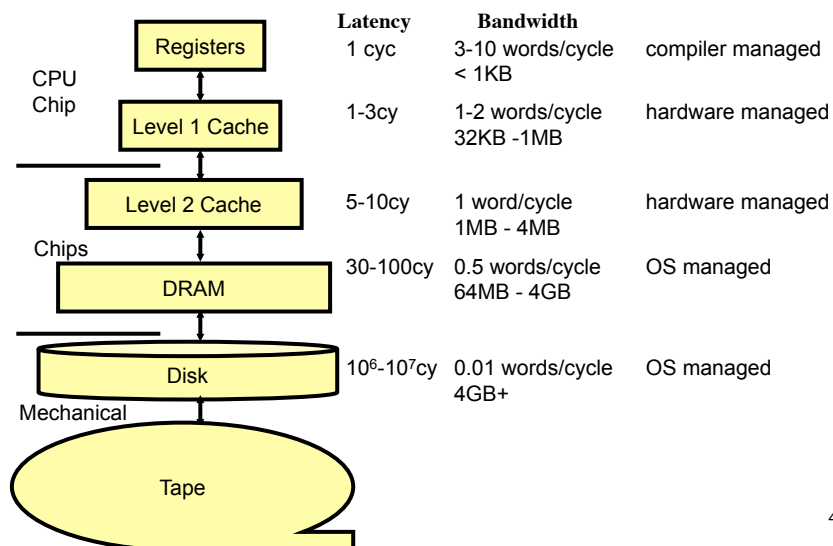 Latency Bandwidth
Registers 1 cyc 3-10 words/cycle compiler managed
< 1KB
CPU
Chip
Level 1 Cache 1-3cy 1-2 words/cycle hardware managed
32KB -1MB
Level 2 Cache 5-10cy 1 word/cycle hardware managed
1MB - 4MB
Chips
DRAM 30-100cy 0.5 words/cycle OS managed
64MB - 4GB
Disk 10⁶-10⁷cy 0.01 words/cycle OS managed
4GB+
Mechanical
Tape
4